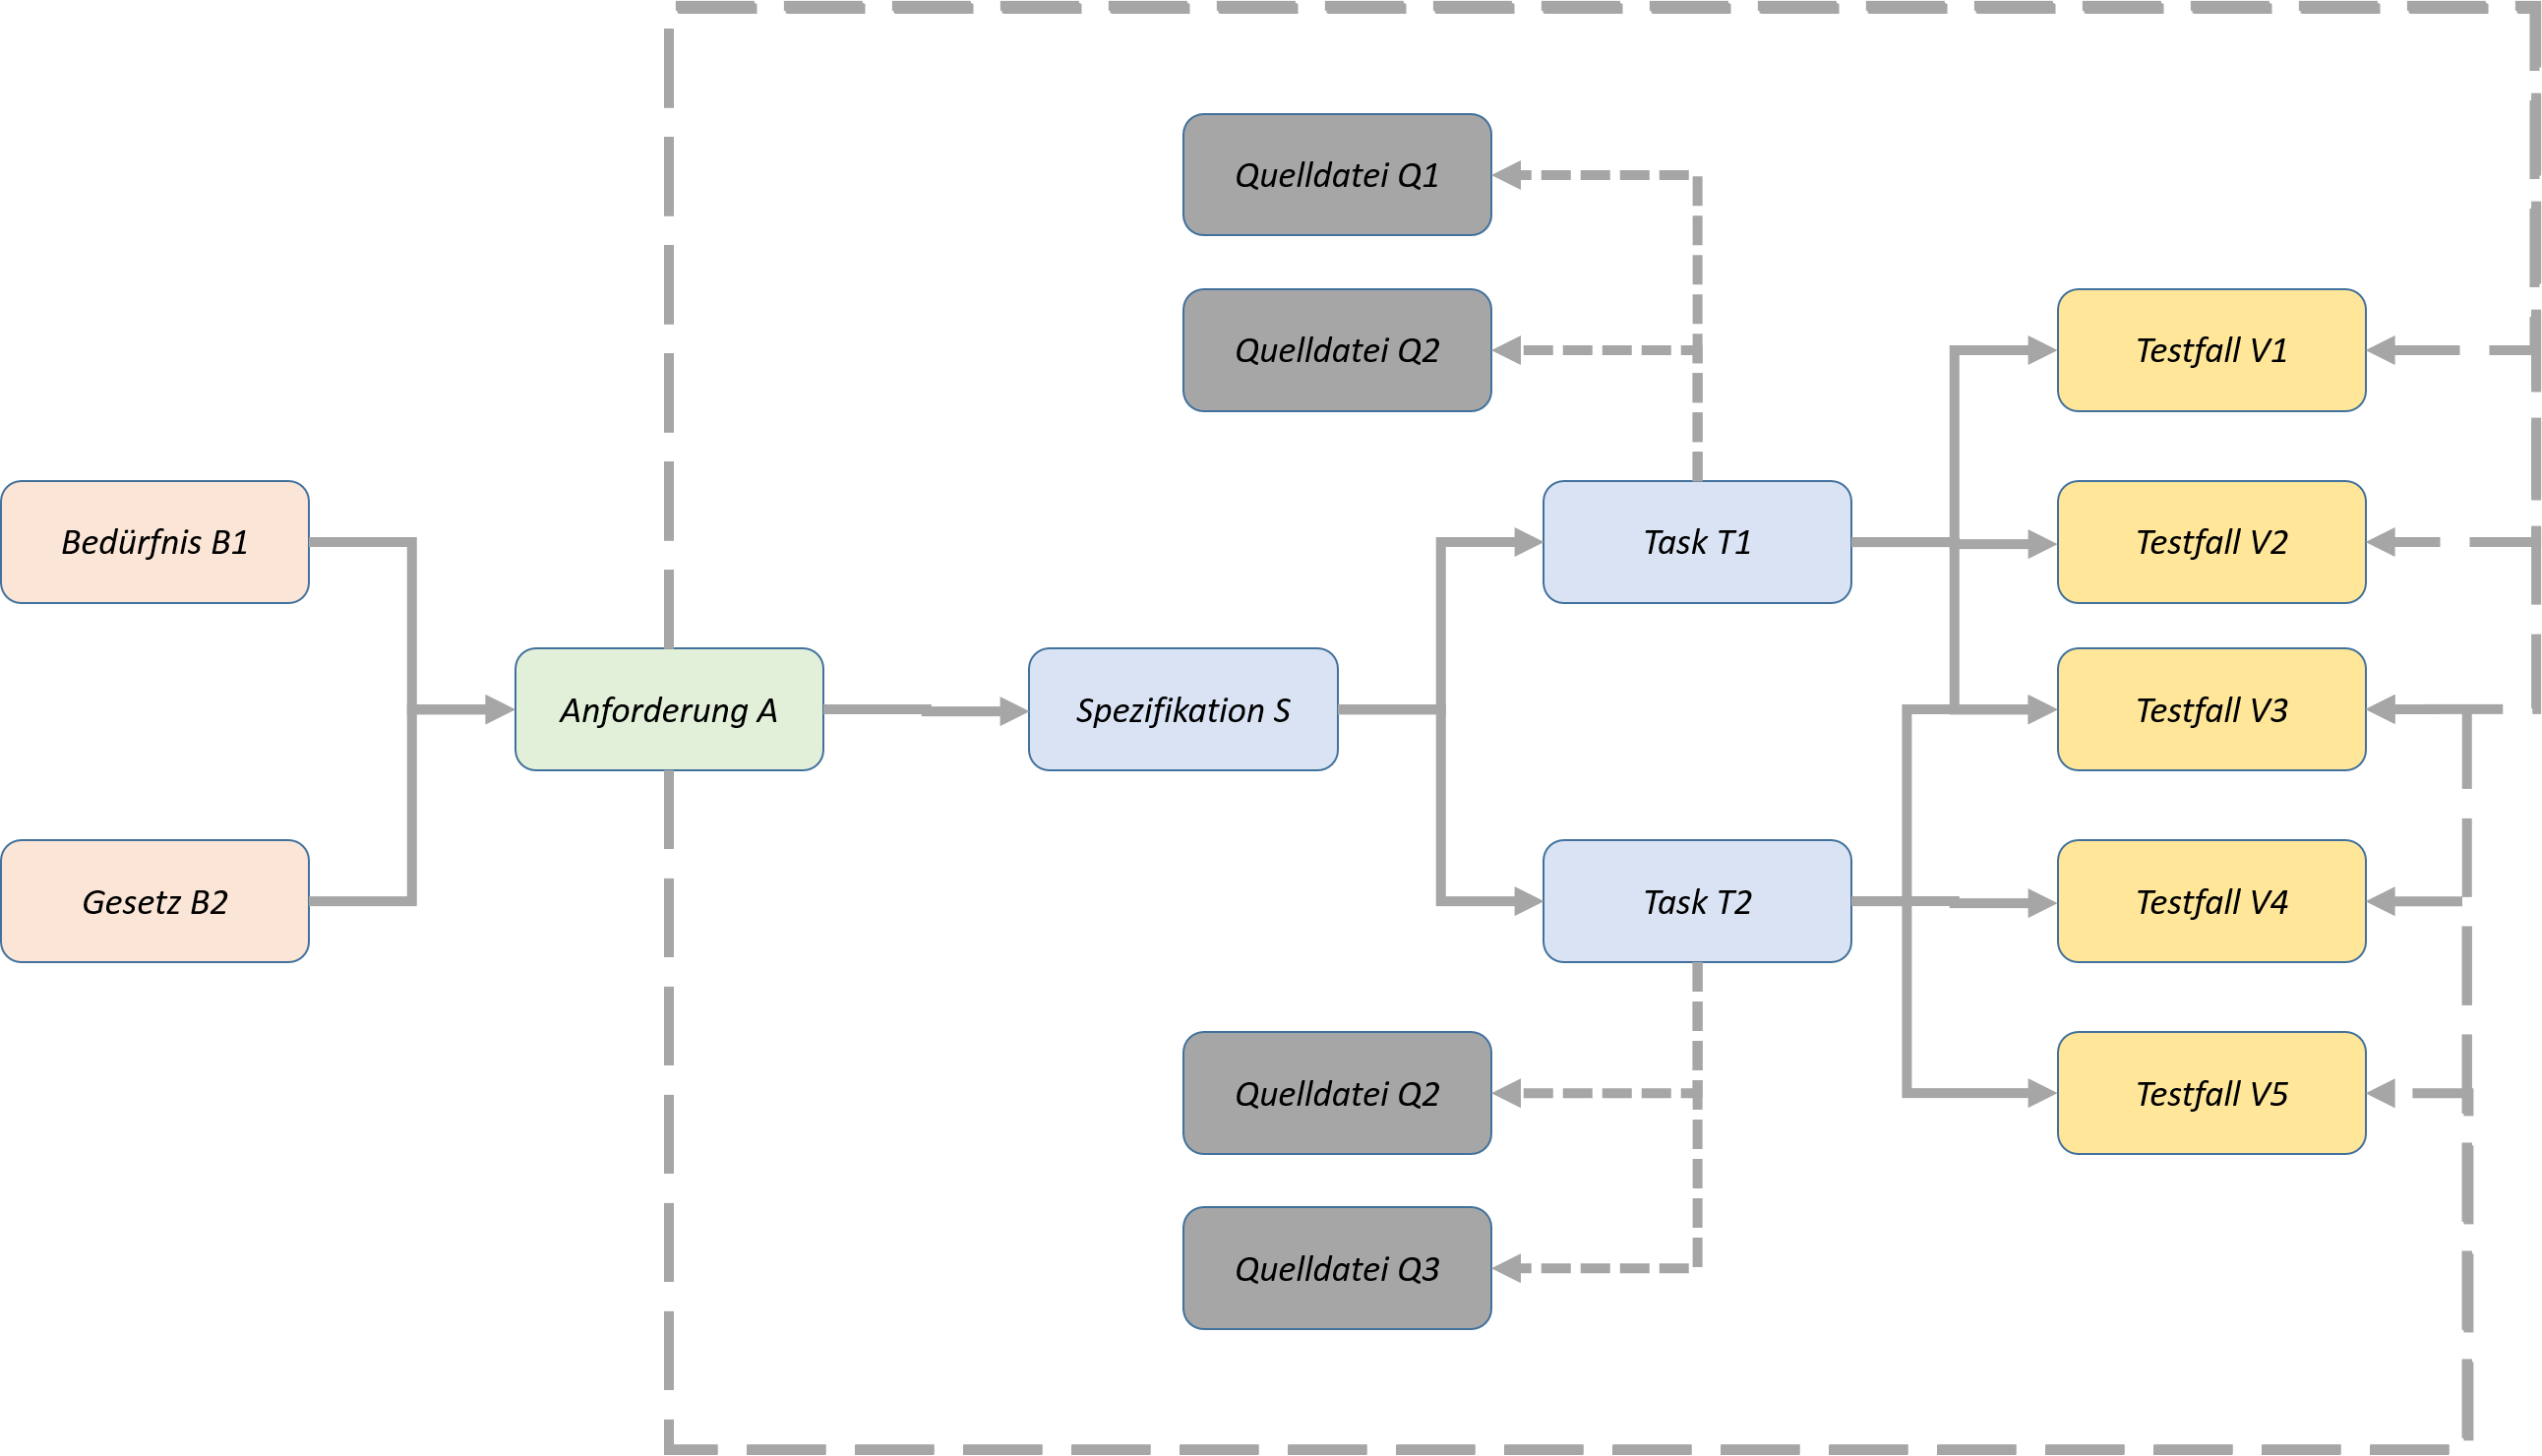 Quelldatei Q1
Quelldatei Q2
Testfall V1
Bedürfnis B1
Task T1
Testfall V2
Anforderung A
Spezifikation S
Testfall V3
Gesetz B2
Task T2
Testfall V4
Quelldatei Q2
Testfall V5
Quelldatei Q3